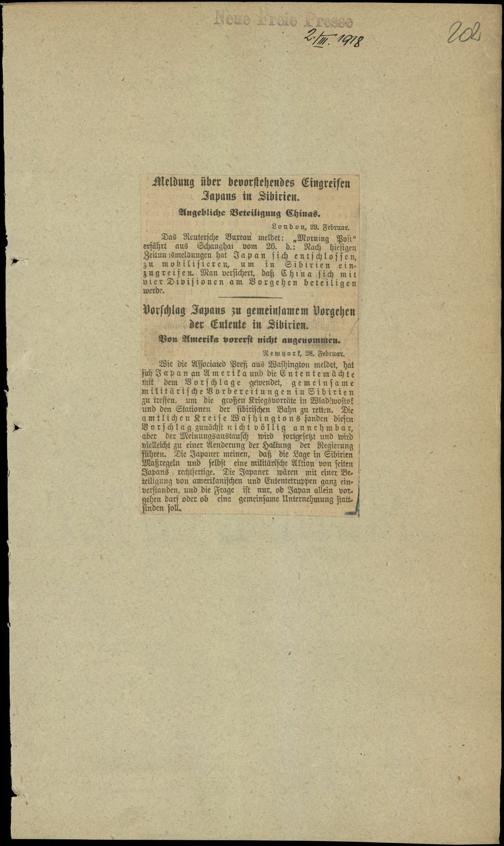 Neue Freie Presse
2./III. 1918
202
Meldung über bevorstehendes Eingreifen
Japans in Sibirien.
Angebliche Beteiligung Chinas.
London, 29. Februar.
Das Reutersche Bureau meldet: „Morning Post"
erfährt aus Schanghai vom 26. d.: Nach hiesigen
Zeitungsmeldungen hat Japan sich entschlossen,
zu mobilisieren, um in Sibirien ein-
zugreifen. Man versichert, daß China sich mit
vier Divisionen am Vorgehen beteiligen
werde.
Vorschlag Japans zu gemeinsamem Vorgehen
der Entente in Sibirien.
Von Amerika vorerst nicht angenommen.
Newyork, 28. Februar.
Wie die Associated Preß aus Washington meldet, hat
sich Japan an Amerika und die Ententemächte
mit dem Vorschlage gewendet, gemeinsame
militärische Vorbereitungen in Sibirien
zu treffen, um die großen Kriegsvorräte in Wladiwostok
und den Stationen der sibirischen Bahn zu retten. Die
amtlichen Kreise Washingtons fanden diesen
Vorschlag zunächst nicht völlig annehmbar,
aber der Meinungsaustausch wird fortgesetzt und wird
vielleicht zu einer Aenderung der Haltung der Regierung
führen. Die Japaner meinen, daß die Lage in Sibirien
Maßregeln und selbst eine militärische Aktion von seiten
Japans rechtfertige. Die Japaner wären mit einer Be-
teiligung von amerikanischen und Ententetruppen ganz ein-
verstanden, und die Frage ist nur, ob Japan allein vor-
gehen darf oder ob eine gemeinsame Unternehmung statt-
finden soll.